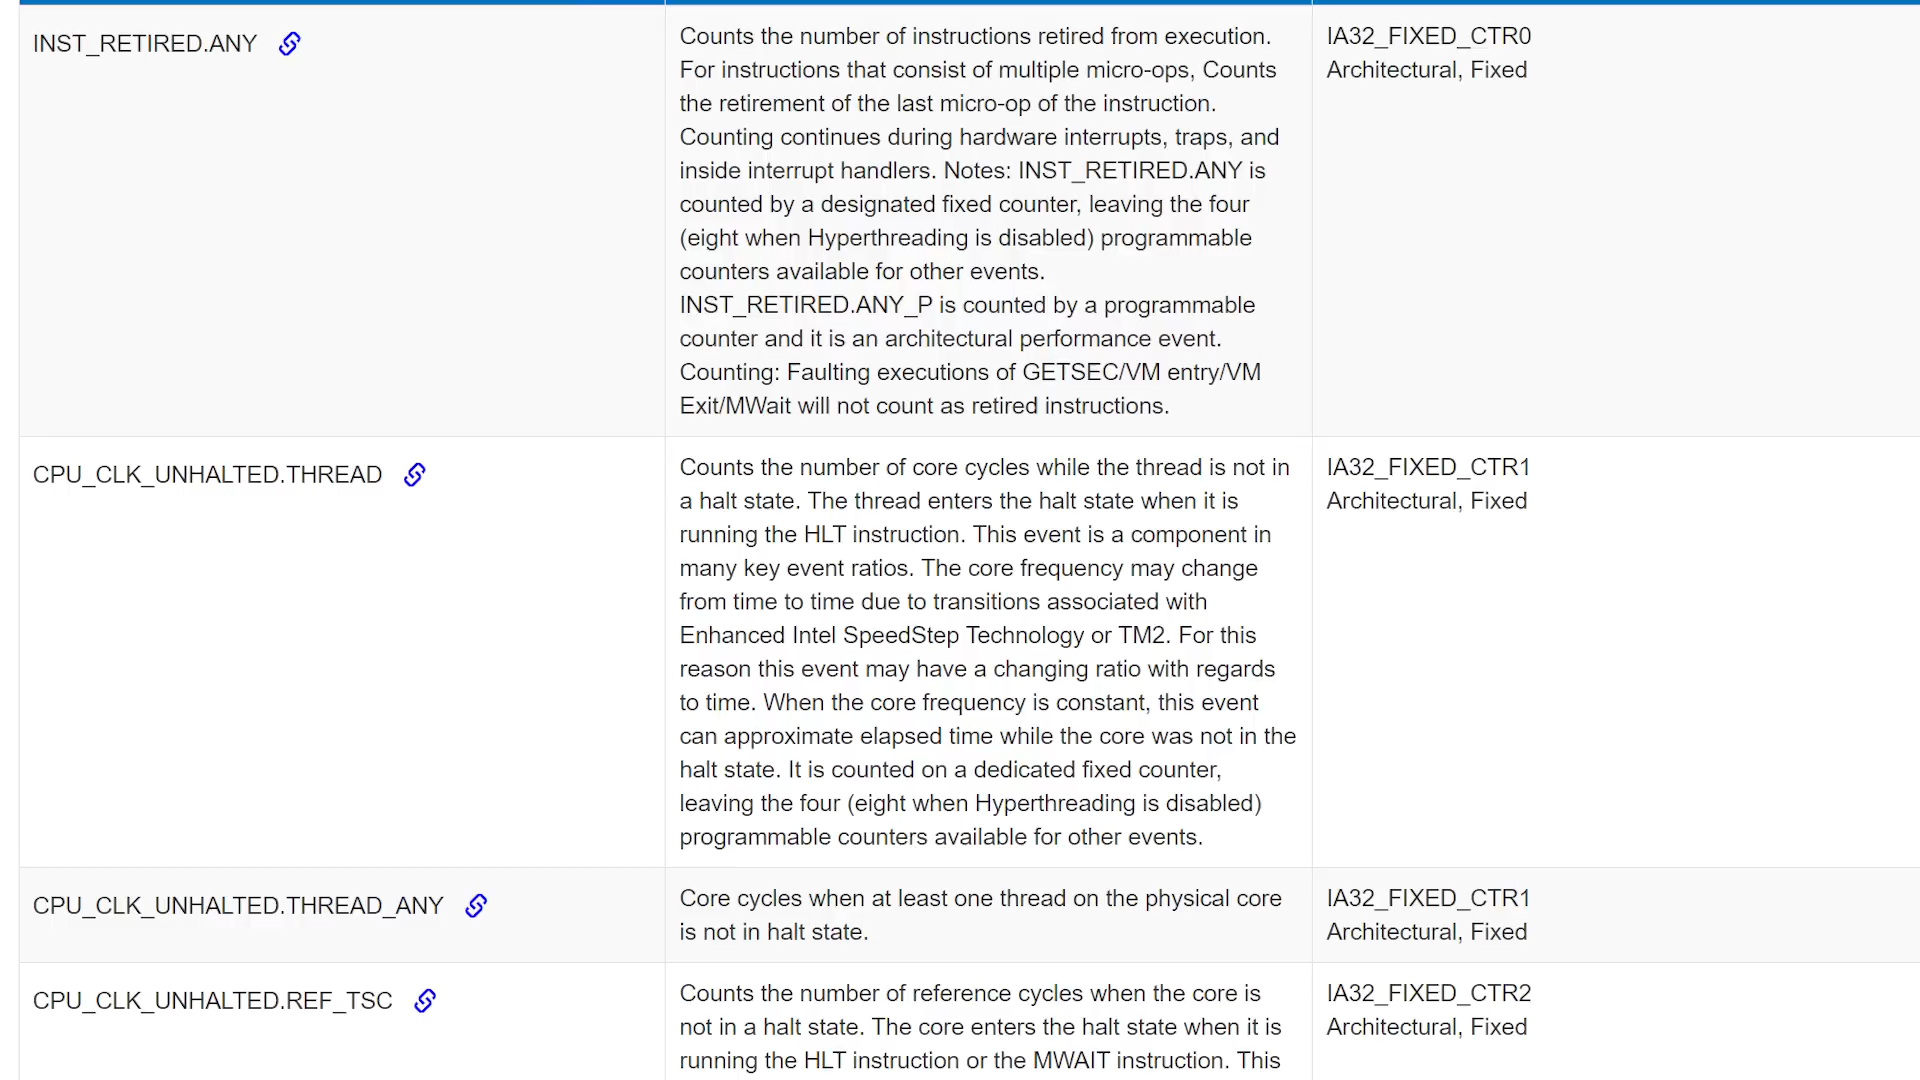 INST_RETIRED.ANY
Counts the number of instructions retired from execution.
For instructions that consist of multiple micro-ops, Counts
the retirement of the last micro-op of the instruction.
Counting continues during hardware interrupts, traps, and
inside interrupt handlers. Notes: INST_RETIRED.ANY is
counted by a designated fixed counter, leaving the four
(eight when Hyperthreading is disabled) programmable
counters available for other events.
INST_RETIRED.ANY_P is counted by a programmable
counter and it is an architectural performance event.
Counting: Faulting executions of GETSEC/VM entry/VM
Exit/MWait will not count as retired instructions.
IA32_FIXED_CTR0
Architectural, Fixed
CPU_CLK_UNHALTED.THREAD
Counts the number of core cycles while the thread is not in
a halt state. The thread enters the halt state when it is
running the HLT instruction. This event is a component in
many key event ratios. The core frequency may change
from time to time due to transitions associated with
Enhanced Intel SpeedStep Technology or TM2. For this
reason this event may have a changing ratio with regards
to time. When the core frequency is constant, this event
can approximate elapsed time while the core was not in the
halt state. It is counted on a dedicated fixed counter,
leaving the four (eight when Hyperthreading is disabled)
programmable counters available for other events.
IA32_FIXED_CTR1
Architectural, Fixed
CPU_CLK_UNHALTED.THREAD_ANY
Core cycles when at least one thread on the physical core
is not in halt state.
IA32_FIXED_CTR1
Architectural, Fixed
CPU_CLK_UNHALTED.REF_TSC
Counts the number of reference cycles when the core is
not in a halt state. The core enters the halt state when it is
running the HLT instruction or the MWAIT instruction. This
IA32_FIXED_CTR2
Architectural, Fixed